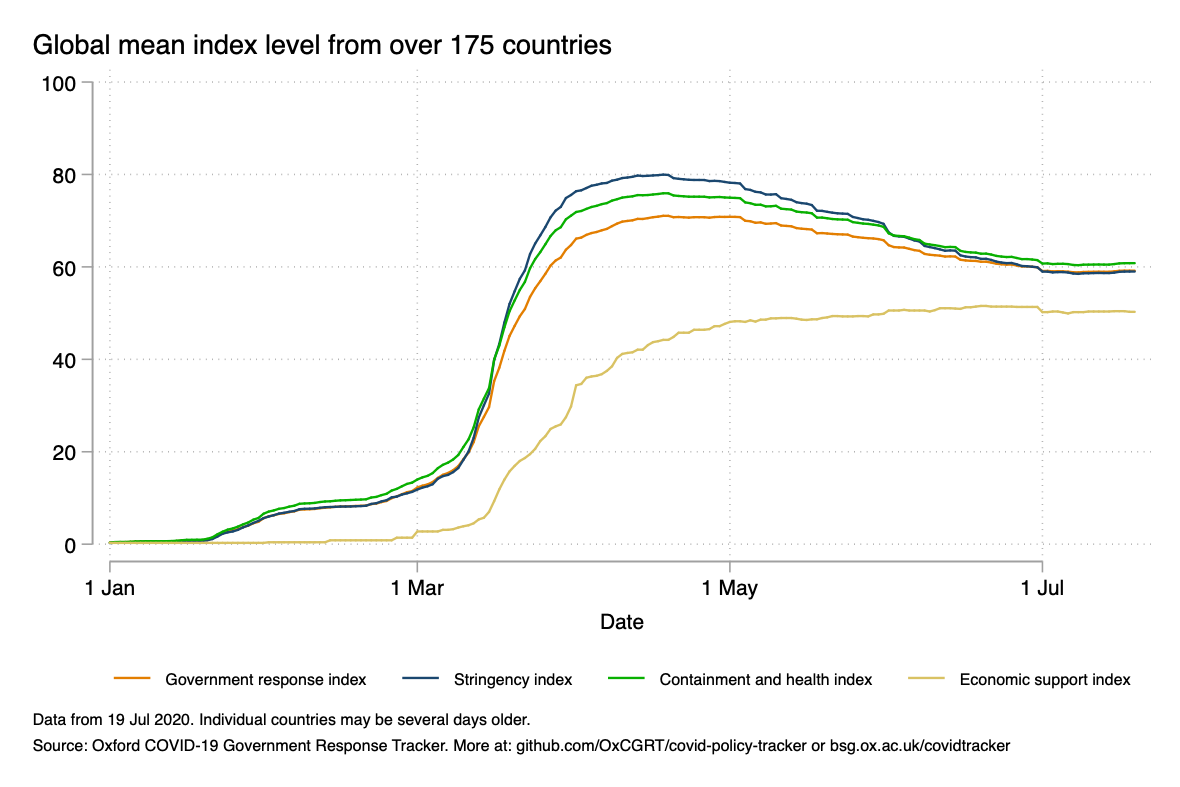 Global mean index level from over 175 countries
100
80
60
40
20
0
1 Jan 1 Mar 1 May 1 Jul
Date
Government response index Stringency index Containment and health index Economic support index
Data from 19 Jul 2020. Individual countries may be several days older.
Source: Oxford COVID-19 Government Response Tracker. More at: github.com/OxCGRT/covid-policy-tracker or bsg.ox.ac.uk/covidtracker